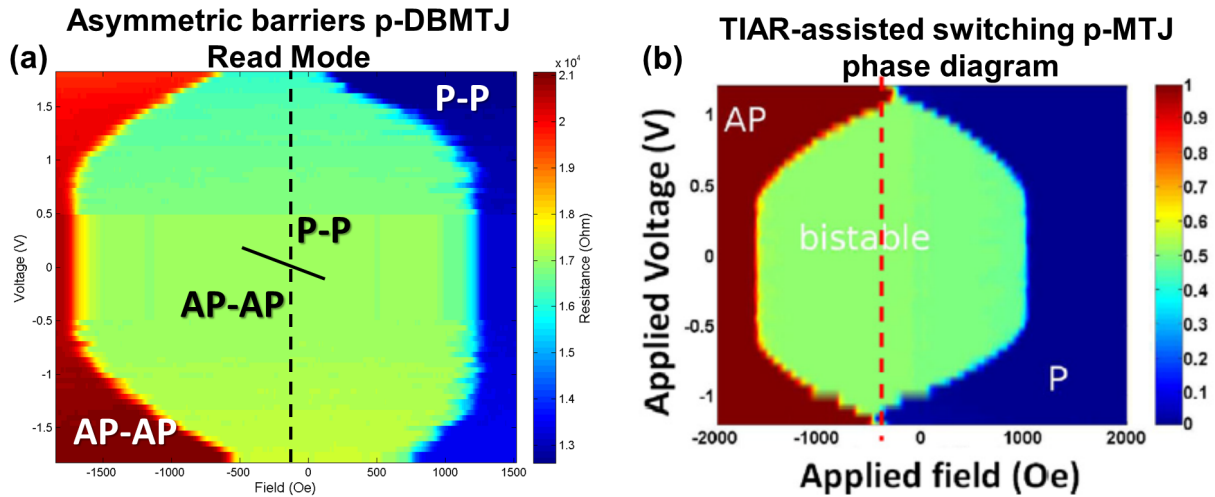 Asymmetric barriers p-DBMTJ
Read Mode
(a)
x 10⁴
2.1
2
1.9
1.8
1.7
1.6
1.5
1.4
1.3
Resistance (Ohm)
P-P
P-P
AP-AP
AP-AP
1.5
1
0.5
0
-0.5
-1
-1.5
Voltage (V)
-1500
-1000
-500
0
500
1000
1500
Field (Oe)
TIAR-assisted switching p-MTJ
phase diagram
(b)
AP
bistable
P
1
0.5
0
-0.5
-1
Applied Voltage (V)
-2000
-1000
0
1000
2000
Applied field (Oe)
1
0.9
0.8
0.7
0.6
0.5
0.4
0.3
0.2
0.1
0